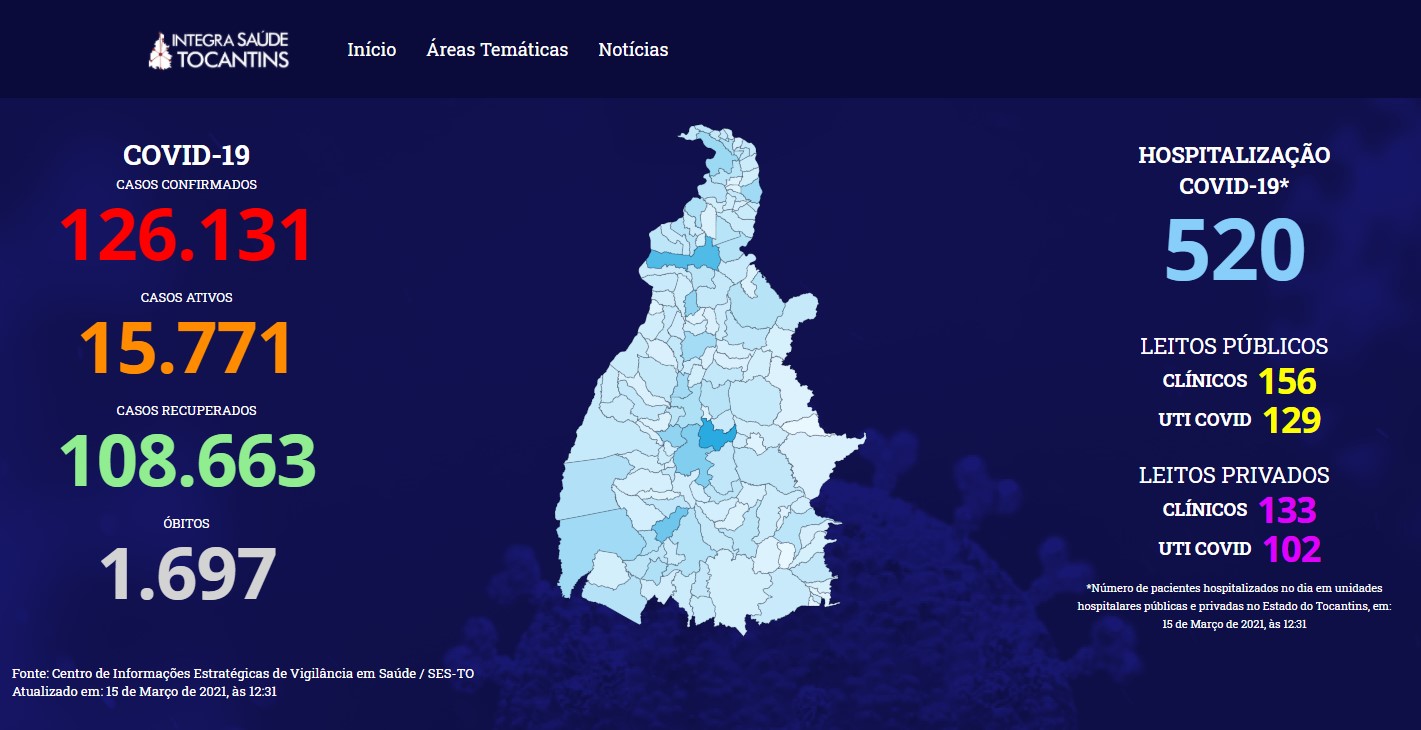 INTEGRA SAÚDE
TOCANTINS
Início
Áreas Temáticas
Notícias
COVID-19
CASOS CONFIRMADOS
126.131
CASOS ATIVOS
15.771
CASOS RECUPERADOS
108.663
ÓBITOS
1.697
Fonte: Centro de Informações Estratégicas de Vigilância em Saúde / SES-TO
Atualizado em: 15 de Março de 2021, às 12:31
HOSPITALIZAÇÃO
COVID-19*
520
LEITOS PÚBLICOS
CLÍNICOS 156
UTI COVID 129
LEITOS PRIVADOS
CLÍNICOS 133
UTI COVID 102
*Número de pacientes hospitalizados no dia em unidades
hospitalares públicas e privadas no Estado do Tocantins, em:
15 de Março de 2021, às 12:31